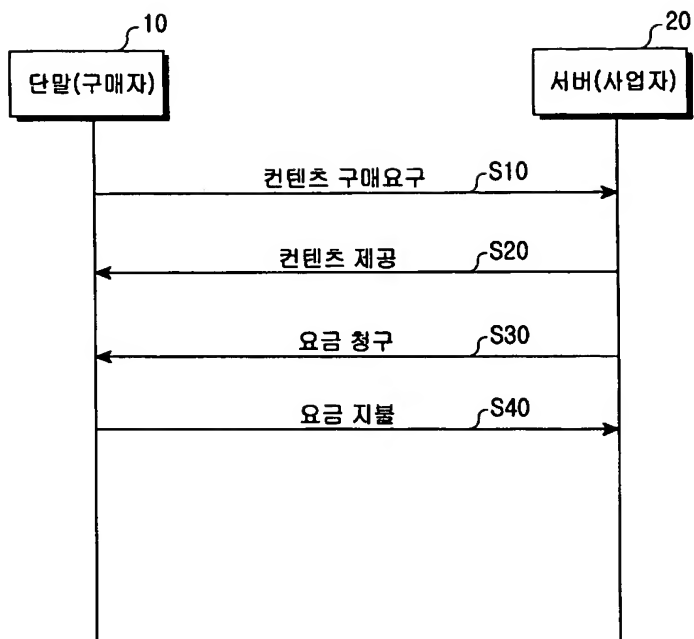 10
20
단말(구매자)
서버(사업자)
컨텐츠 구매요구
S10
컨텐츠 제공
S20
요금 청구
S30
요금 지불
S40